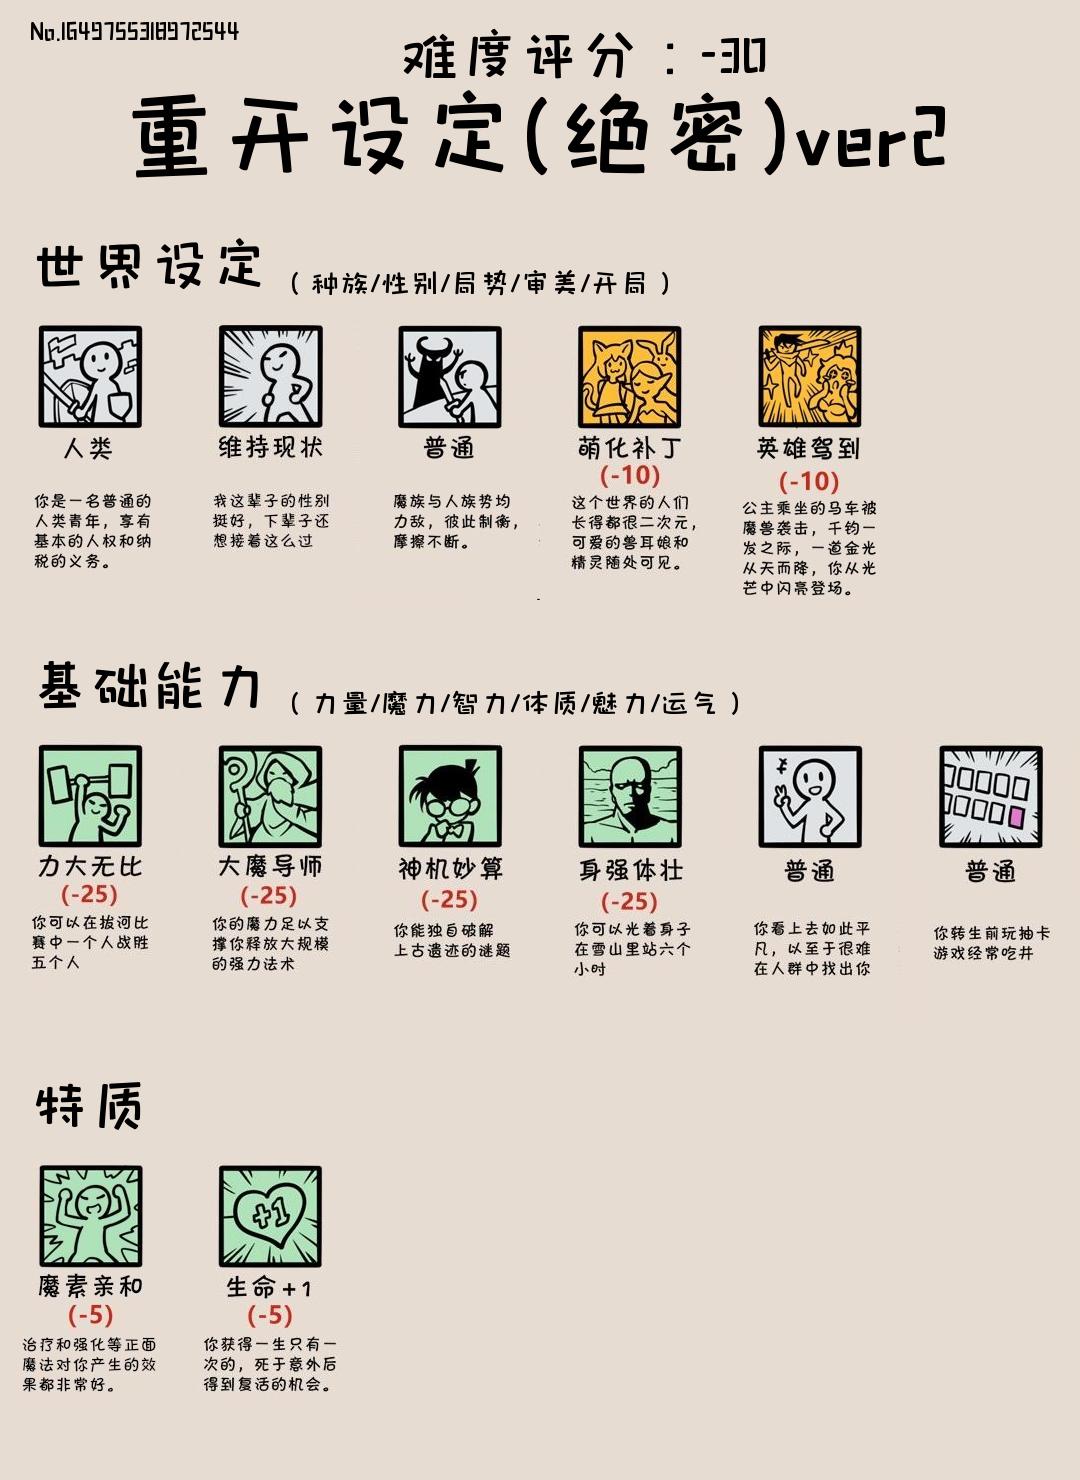 No.1649755318972544
难度评分：-30
重开设定(绝密)ver2
世界设定（种族/性别/局势/审美/开局）
人类
你是一名普通的
人类青年，享有
基本的人权和纳
税的义务。
维持现状
我这辈子的性别
挺好，下辈子还
想接着这么过
普通
魔族与人族势均
力敌，彼此制衡，
摩擦不断。
萌化补丁
(-10)
这个世界的人们
长得都很二次元，
可爱的兽耳娘和
精灵随处可见。
英雄驾到
(-10)
公主乘坐的马车被
魔兽袭击，千钧一
发之际，一道金光
从天而降，你从光
芒中闪亮登场。
基础能力（力量/魔力/智力/体质/魅力/运气）
力大无比
(-25)
你可以在拔河比
赛中一个人战胜
五个人
大魔导师
(-25)
你的魔力足以支
撑你释放大规模
的强力法术
神机妙算
(-25)
你能独自破解
上古遗迹的谜题
身强体壮
(-25)
你可以光着身子
在雪山里站六个
小时
普通
你看上去如此平
凡，以至于很难
在人群中找出你
普通
你转生前玩抽卡
游戏经常吃井
特质
魔素亲和
(-5)
治疗和强化等正面
魔法对你产生的效
果都非常好。
+1
生命+1
(-5)
你获得一生只有一
次的，死于意外后
得到复活的机会。